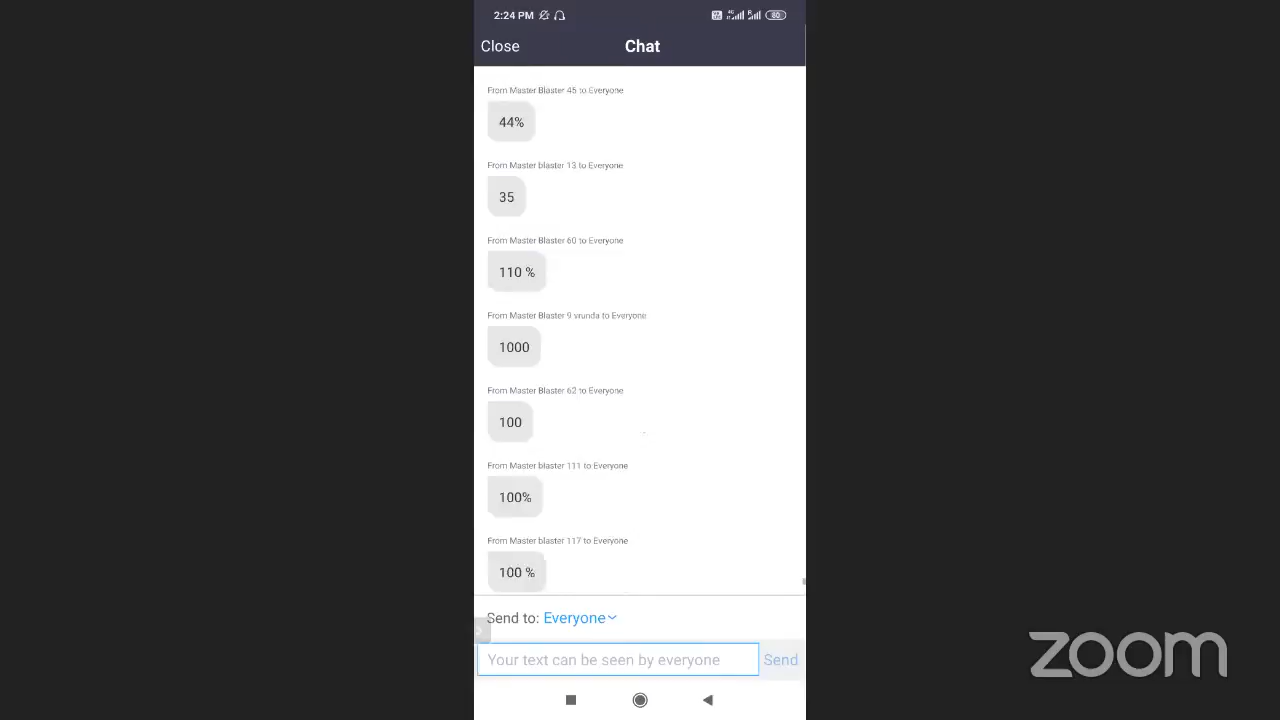 2:24 PM
80
Close
Chat
From Master Blaster 45 to Everyone
44%
From Master blaster 13 to Everyone
35
From Master Blaster 60 to Everyone
110 %
From Master Blaster 9 vrunda to Everyone
1000
From Master Blaster 62 to Everyone
100
From Master blaster 111 to Everyone
100%
From Master blaster 117 to Everyone
100 %
Send to: Everyone
Your text can be seen by everyone
Send
zoom